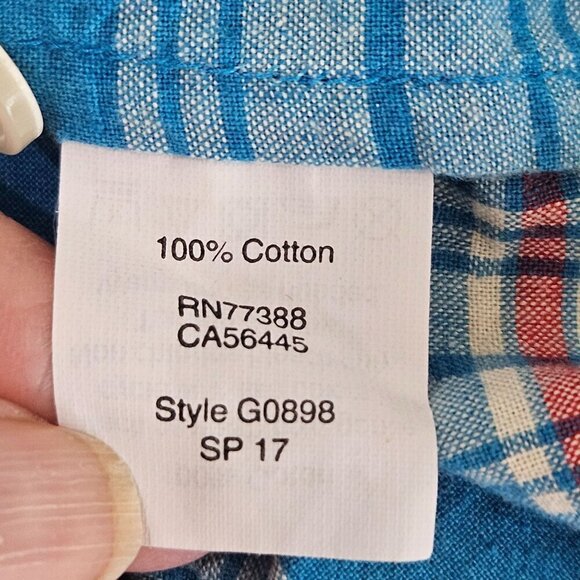 100% Cotton
RN77388
CA56445
Style G0898
SP 17